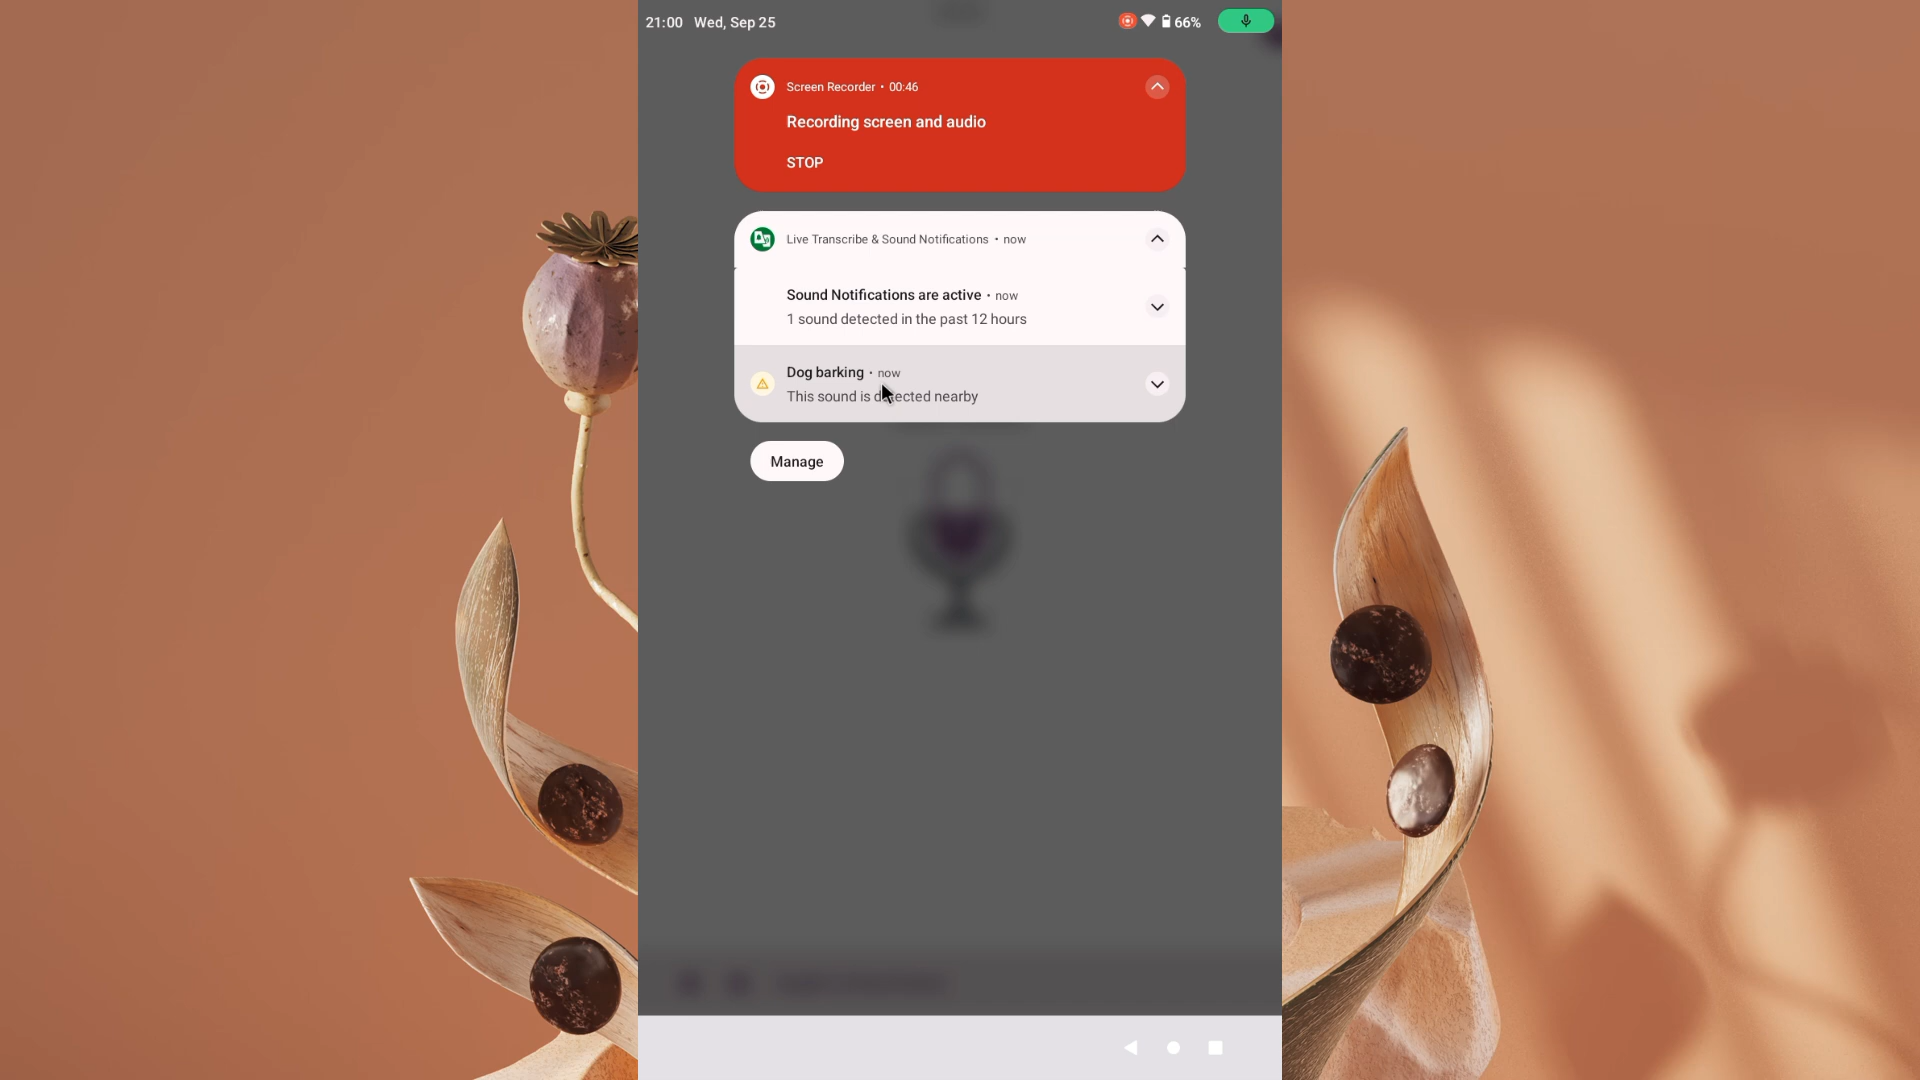 21:00 Wed, Sep 25
66%
Screen Recorder • 00:46
Recording screen and audio
STOP
Live Transcribe & Sound Notifications • now
Sound Notifications are active • now
1 sound detected in the past 12 hours
Dog barking • now
This sound is detected nearby
Manage